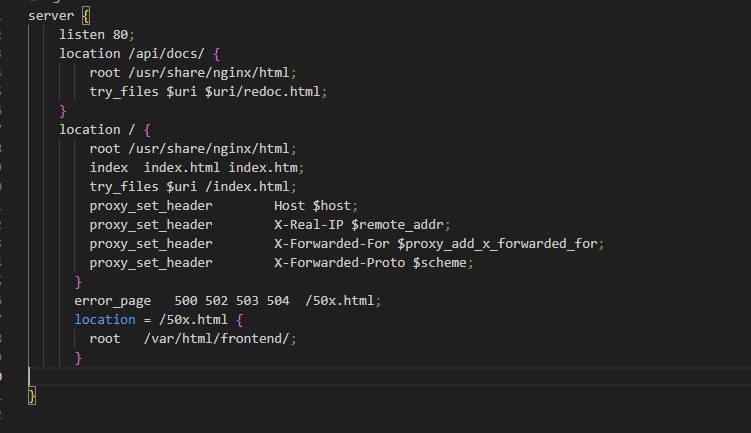 server {
    listen 80;
    location /api/docs/ {
        root /usr/share/nginx/html;
        try_files $uri $uri/redoc.html;
    }
    location / {
        root /usr/share/nginx/html;
        index  index.html index.htm;
        try_files $uri /index.html;
        proxy_set_header        Host $host;
        proxy_set_header        X-Real-IP $remote_addr;
        proxy_set_header        X-Forwarded-For $proxy_add_x_forwarded_for;
        proxy_set_header        X-Forwarded-Proto $scheme;
      }
      error_page   500 502 503 504  /50x.html;
      location = /50x.html {
        root   /var/html/frontend/;
      }
}